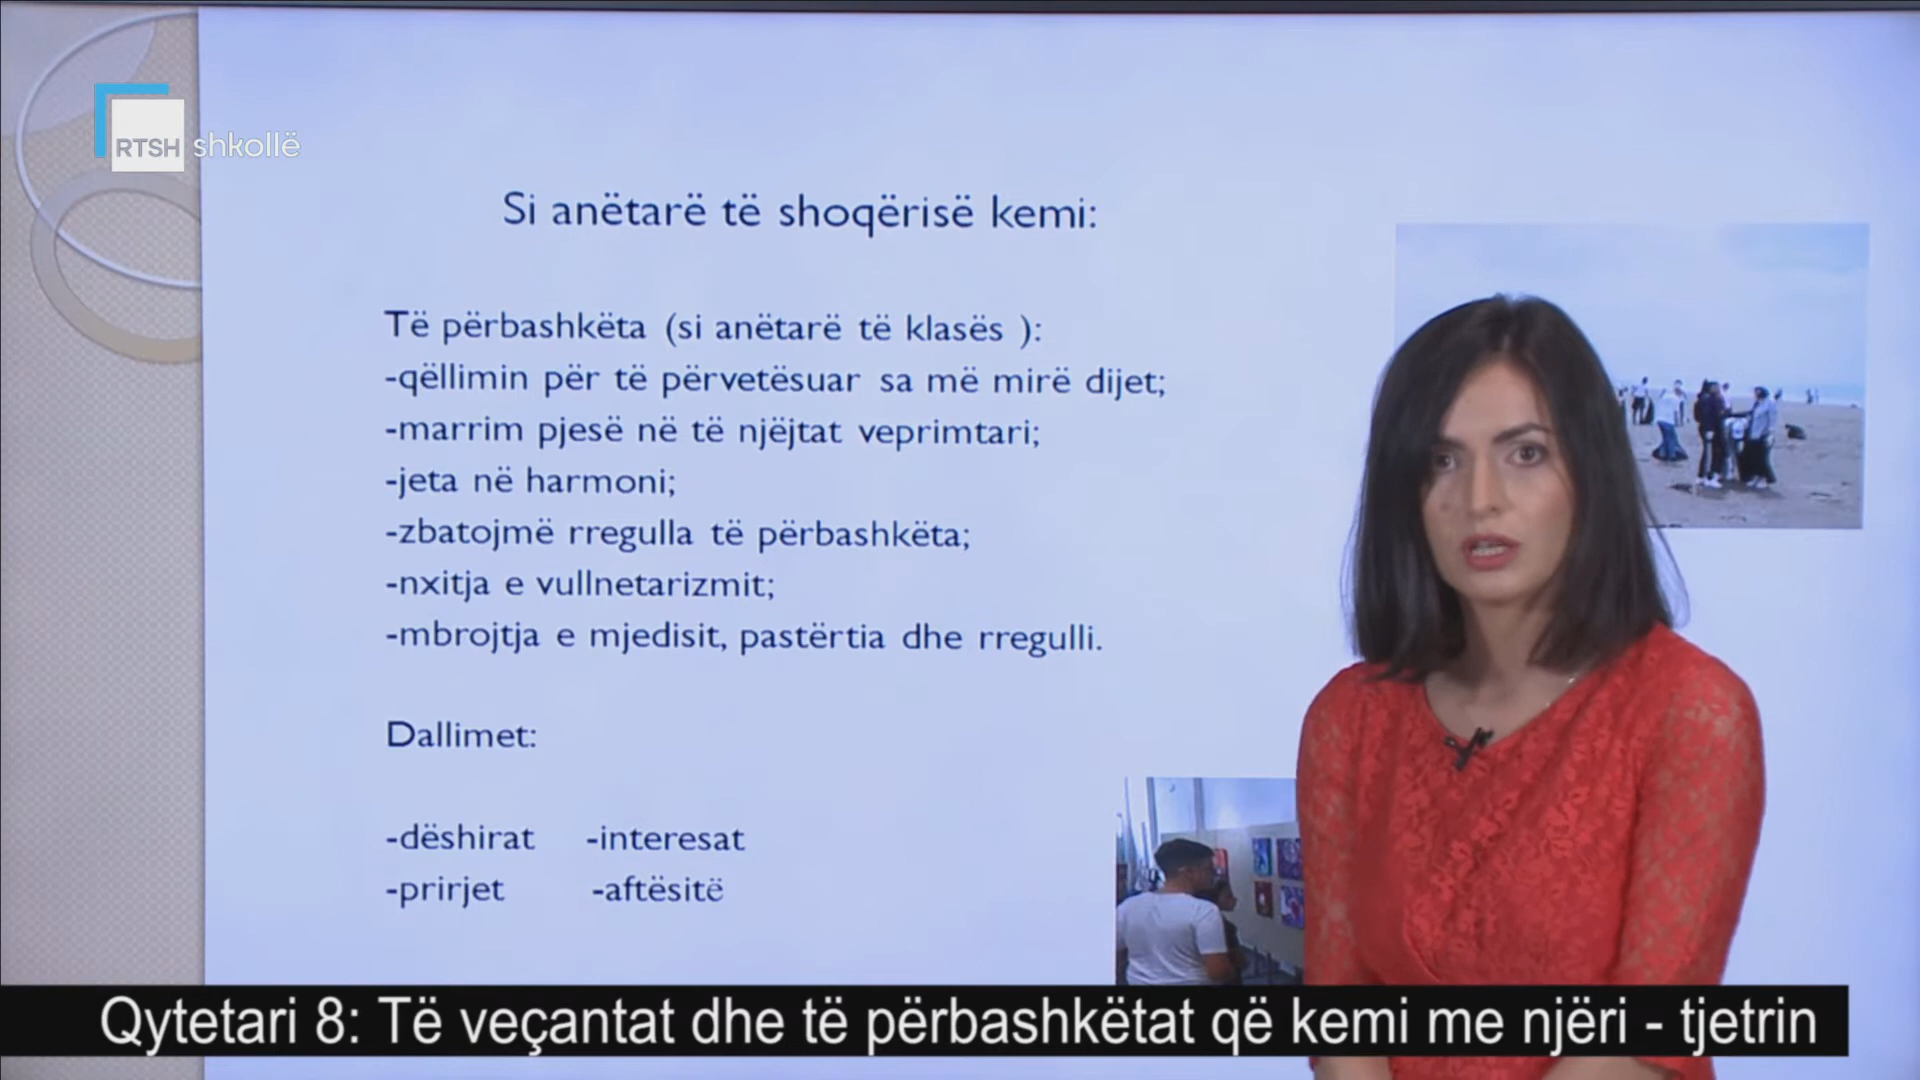 RTSH shkollë
Si anëtarë të shoqërisë kemi:
Të përbashkëta (si anëtarë të klasës ):
-qëllimin për të përvetësuar sa më mirë dijet;
-marrim pjesë në të njëjtat veprimtari;
-jeta në harmoni;
-zbatojmë rregulla të përbashkëta;
-nxitja e vullnetarizmit;
-mbrojtja e mjedisit, pastërtia dhe rregulli.
Dallimet:
-dëshirat -interesat
-prirjet -aftësitë
Qytetari 8: Të veçantat dhe të përbashkëtat që kemi me njëri - tjetrin